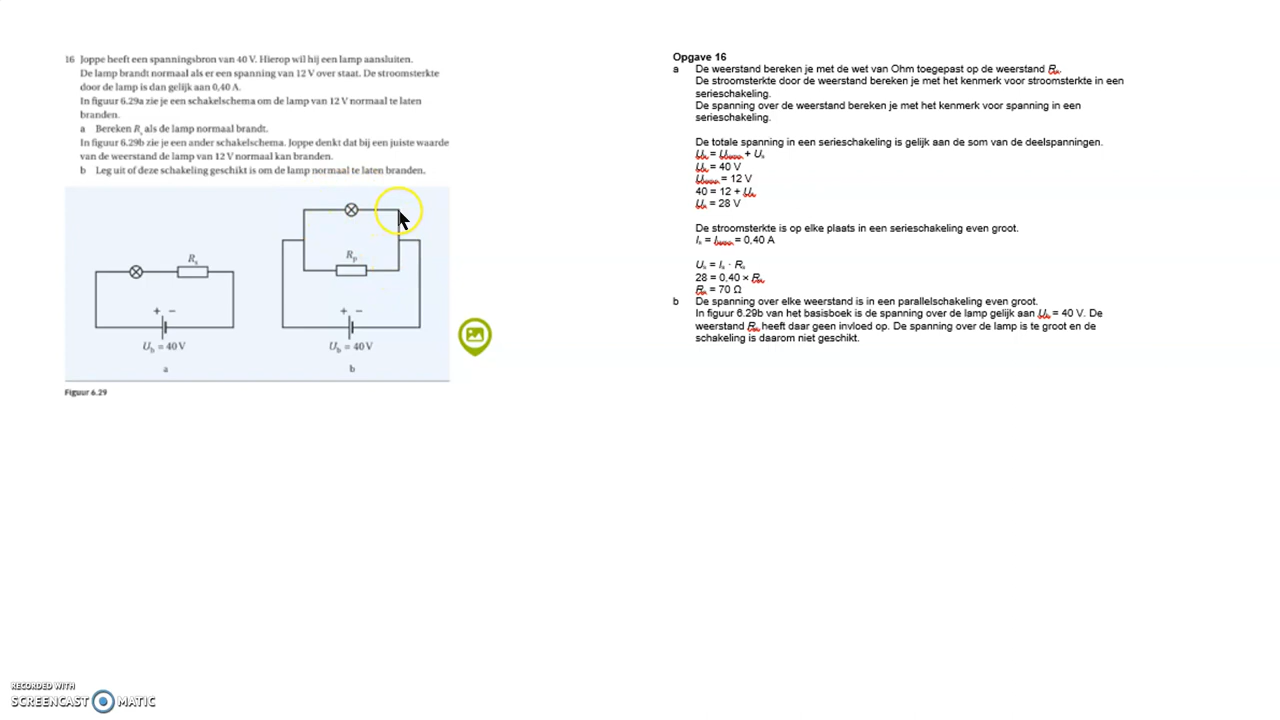 16 Joppe heeft een spanningsbron van 40 V. Hierop wil hij een lamp aansluiten.
De lamp brandt normaal als er een spanning van 12 V over staat. De stroomsterkte
door de lamp is dan gelijk aan 0,40 A.
In figuur 6.29a zie je een schakelschema om de lamp van 12 V normaal te laten
branden.
a Bereken Rs als de lamp normaal brandt.
In figuur 6.29b zie je een ander schakelschema. Joppe denkt dat bij een juiste waarde
van de weerstand de lamp van 12 V normaal kan branden.
b Leg uit of deze schakeling geschikt is om de lamp normaal te laten branden.
Rs
+ −
Ub = 40 V
a
Rp
+ −
Ub = 40 V
b
Figuur 6.29
Opgave 16
a De weerstand bereken je met de wet van Ohm toegepast op de weerstand
De stroomsterkte door de weerstand bereken je met het kenmerk voor stroomsterkte in een
serieschakeling.
De spanning over de weerstand bereken je met het kenmerk voor spanning in een
serieschakeling.
De totale spanning in een serieschakeling is gelijk aan de som van de deelspanningen.
= + Us
= 40 V
= 12 V
40 = 12 +
= 28 V
De stroomsterkte is op elke plaats in een serieschakeling even groot.
Is = = 0,40 A
Us = Is · Rs
28 = 0,40 ×
= 70 Ω
b De spanning over elke weerstand is in een parallelschakeling even groot.
In figuur 6.29b van het basisboek is de spanning over de lamp gelijk aan = 40 V. De
weerstand heeft daar geen invloed op. De spanning over de lamp is te groot en de
schakeling is daarom niet geschikt.
RECORDED WITH
SCREENCAST MATIC